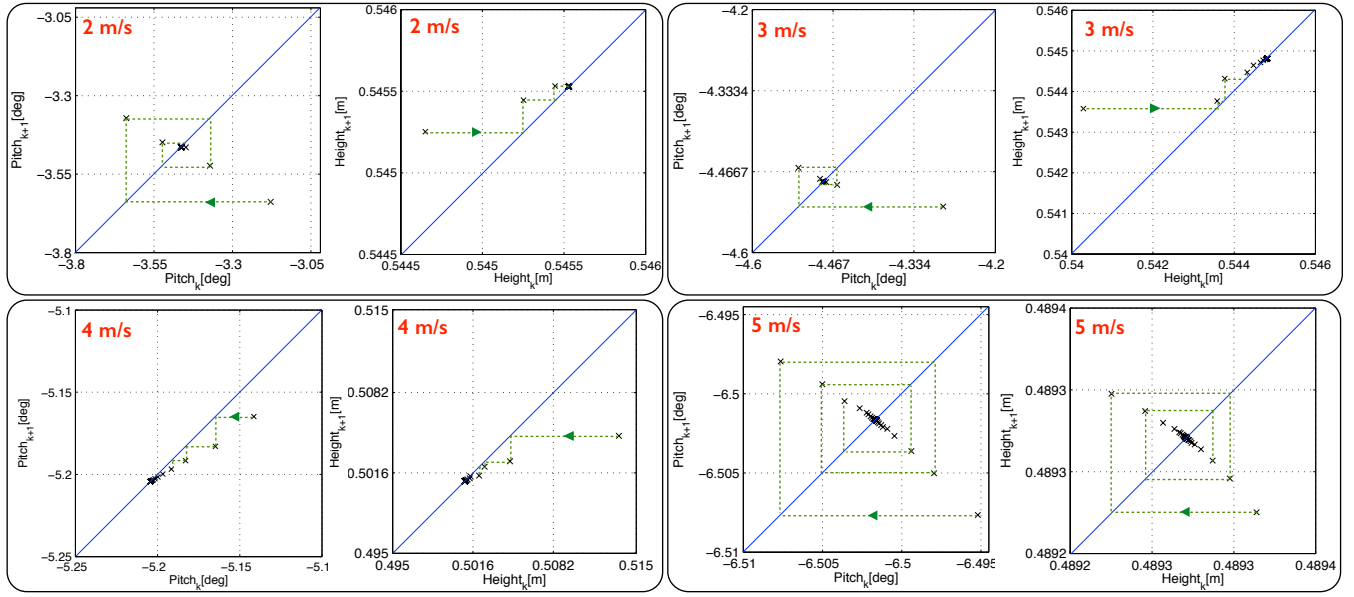 2 m/s
−3.05
−3.3
−3.55
−3.8
Pitch_{k+1}[deg]
−3.8 −3.55 −3.3 −3.05
Pitch_k[deg]
2 m/s
0.546
0.5455
0.545
0.5445
Height_{k+1}[m]
0.5445 0.545 0.5455 0.546
Height_k[m]
3 m/s
−4.2
−4.3334
−4.4667
−4.6
Pitch_{k+1}[deg]
−4.6 −4.467 −4.334 −4.2
Pitch_k[deg]
3 m/s
0.546
0.545
0.544
0.543
0.542
0.541
0.54
Height_{k+1}[m]
0.54 0.542 0.544 0.546
Height_k[m]
4 m/s
−5.1
−5.15
−5.2
−5.25
Pitch_{k+1}[deg]
−5.25 −5.2 −5.15 −5.1
Pitch_k[deg]
4 m/s
0.515
0.5082
0.5016
0.495
Height_{k+1}[m]
0.495 0.5016 0.5082 0.515
Height_k[m]
5 m/s
−6.495
−6.5
−6.505
−6.51
Pitch_{k+1}[deg]
−6.51 −6.505 −6.5 −6.495
Pitch_k[deg]
5 m/s
0.4894
0.4893
0.4893
0.4892
Height_{k+1}[m]
0.4892 0.4893 0.4893 0.4894
Height_k[m]